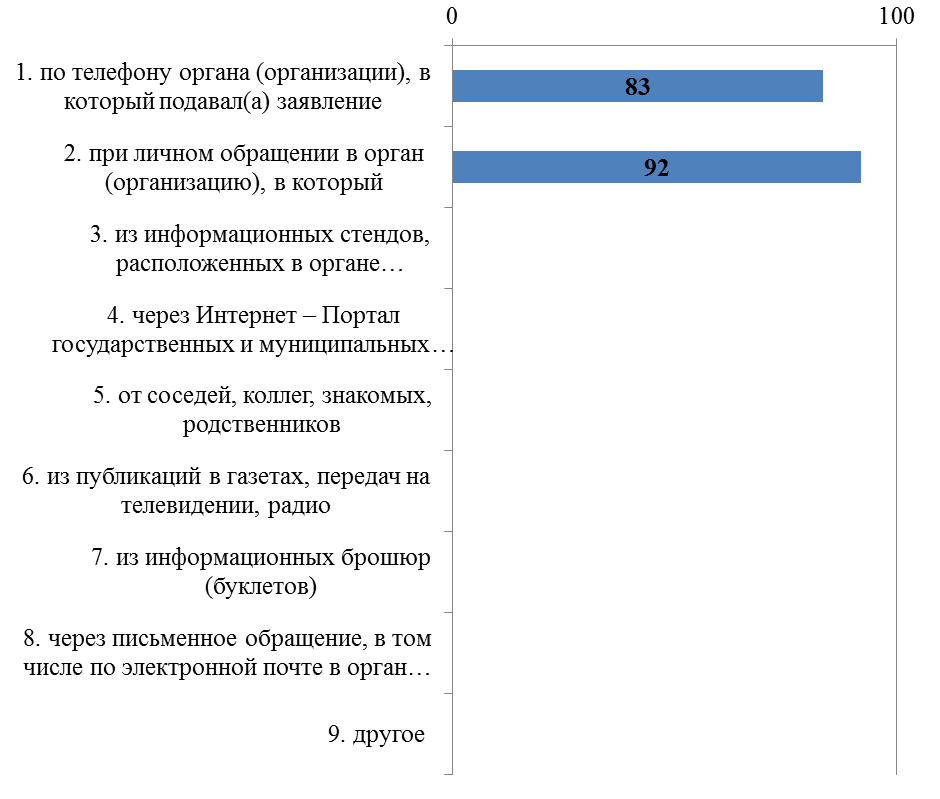 0 100
1. по телефону органа (организации), в
который подавал(а) заявление
83
2. при личном обращении в орган
(организацию), в который
92
3. из информационных стендов,
расположенных в органе…
4. через Интернет – Портал
государственных и муниципальных…
5. от соседей, коллег, знакомых,
родственников
6. из публикаций в газетах, передач на
телевидении, радио
7. из информационных брошюр
(буклетов)
8. через письменное обращение, в том
числе по электронной почте в орган…
9. другое